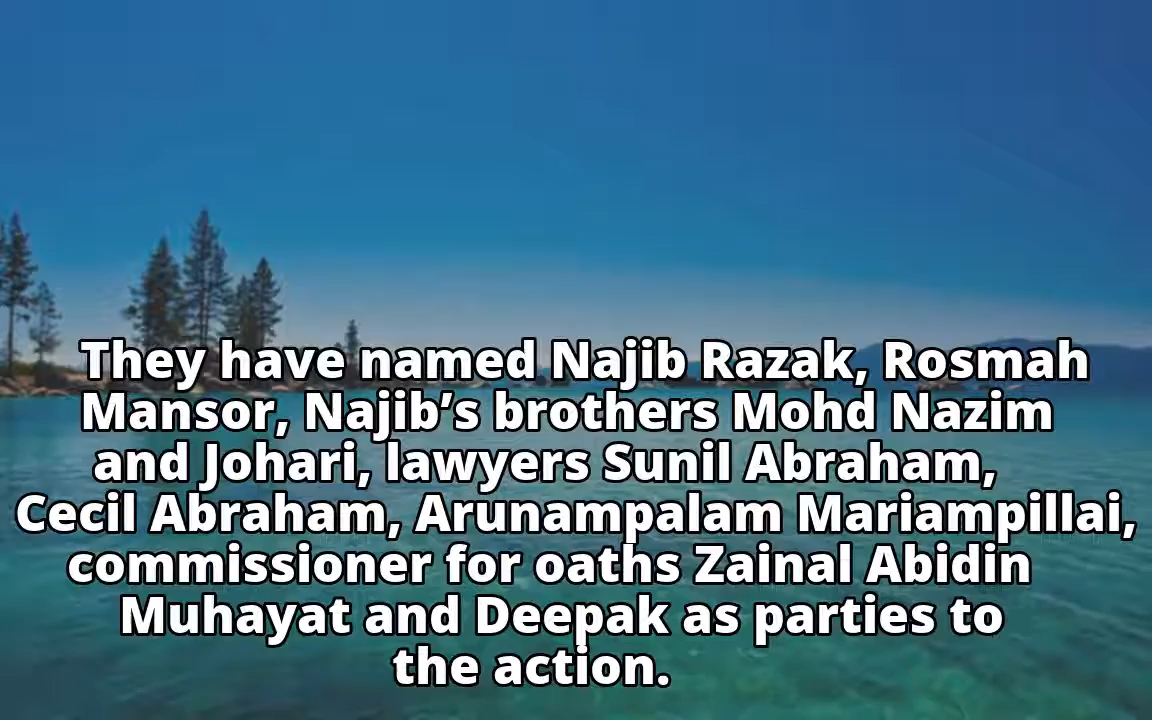 They have named Najib Razak, Rosmah
Mansor, Najib’s brothers Mohd Nazim
and Johari, lawyers Sunil Abraham,
Cecil Abraham, Arunampalam Mariampillai,
commissioner for oaths Zainal Abidin
Muhayat and Deepak as parties to
the action.